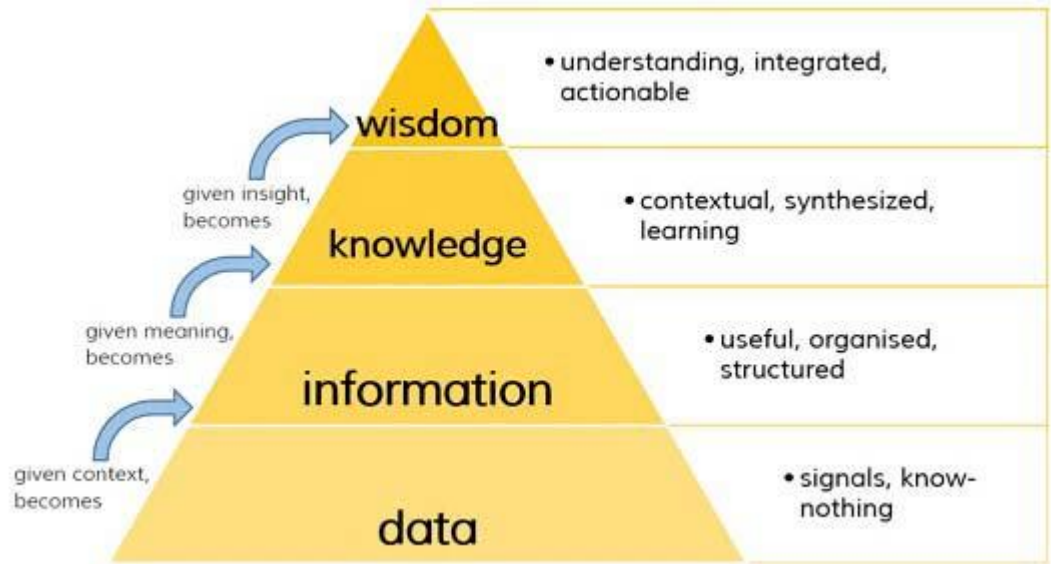 • understanding, integrated,
actionable
wisdom
given insight,
becomes
• contextual, synthesized,
learning
knowledge
given meaning,
becomes
• useful, organised,
structured
information
given context,
becomes
• signals, know-
nothing
data